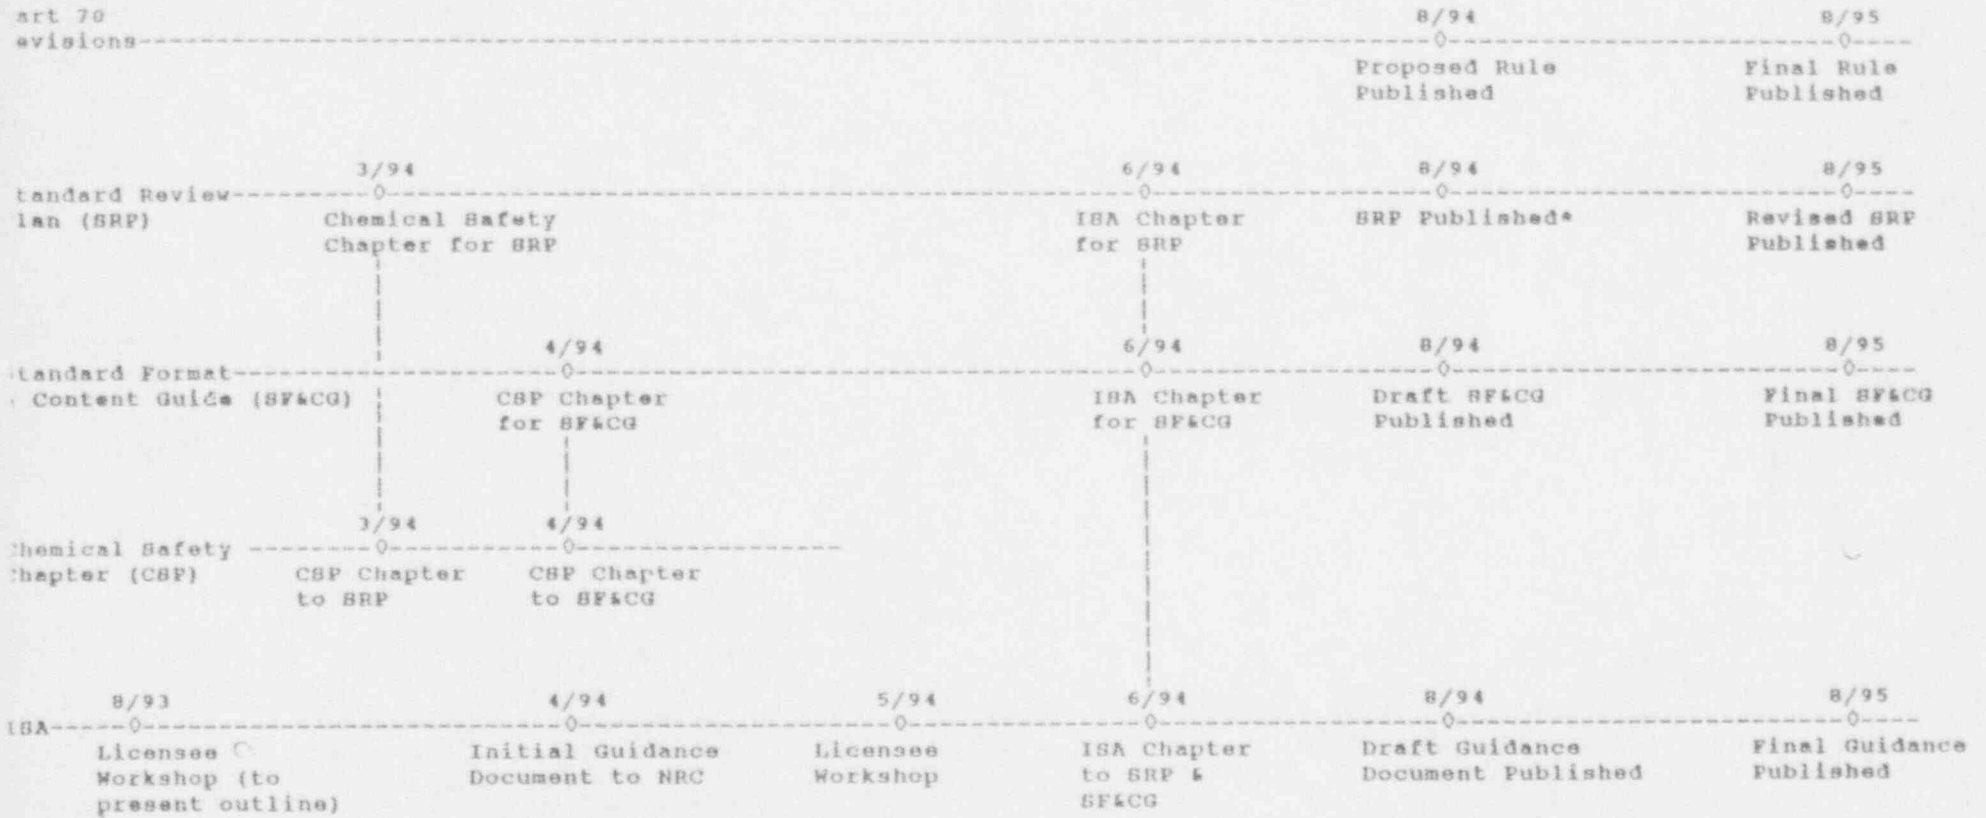 art 70 8/94 8/95
evisions
Proposed Rule Final Rule
Published Published
3/94 6/94 8/94 8/95
tandard Review
lan (SRP) Chemical Safety ISA Chapter SRP Published* Revised SRP
Chapter for SRP for SRP Published
4/94 6/94 8/94 8/95
tandard Format
Content Guide (SF&CG) CSP Chapter ISA Chapter Draft SF&CG Final SF&CG
for SF&CG for SF&CG Published Published
3/94 4/94
hemical Safety
hapter (CSP) CSP Chapter CSP Chapter
to SRP to SF&CG
8/93 4/94 5/94 6/94 8/94 8/95
ISA
Licensee Initial Guidance Licensee ISA Chapter Draft Guidance Final Guidance
Workshop (to Document to NRC Workshop to SRP & Document Published Published
present outline) SF&CG